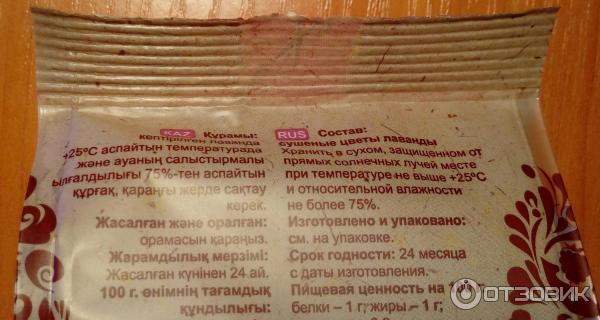 KAZ Құрамы:
кептірілген лаванда
+25°С аспайтын температурада
және ауаның салыстырмалы
ылғалдылығы 75%-тен аспайтын
құрғақ, қараңғы жерде сақтау
керек.
Жасалған және оралған:
орамасын қараңыз.
Жарамдылық мерзімі:
Жасалған күнінен 24 ай.
100 г. өнімнің тағамдық
құндылығы:
RUS Состав:
сушеные цветы лаванды
Хранить в сухом, защищенном от
прямых солнечных лучей месте
при температуре не выше +25°С
и относительной влажности
не более 75%.
Изготовлено и упаковано:
см. на упаковке.
Срок годности: 24 месяца
с даты изготовления.
Пищевая ценность на 100 г
белки – 1 г; жиры – 1 г;
ОТЗОВИК